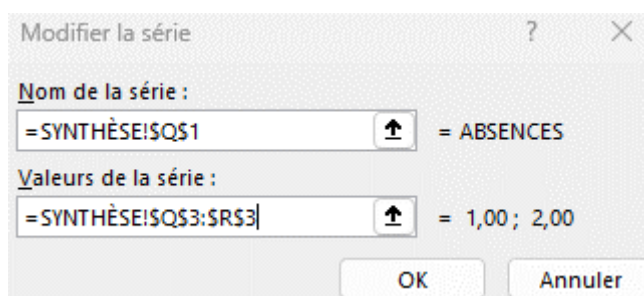 Modifier la série ? ×
Nom de la série :
=SYNTHÈSE!$Q$1 = ABSENCES
Valeurs de la série :
=SYNTHÈSE!$Q$3:$R$3 = 1,00 ; 2,00
OK Annuler